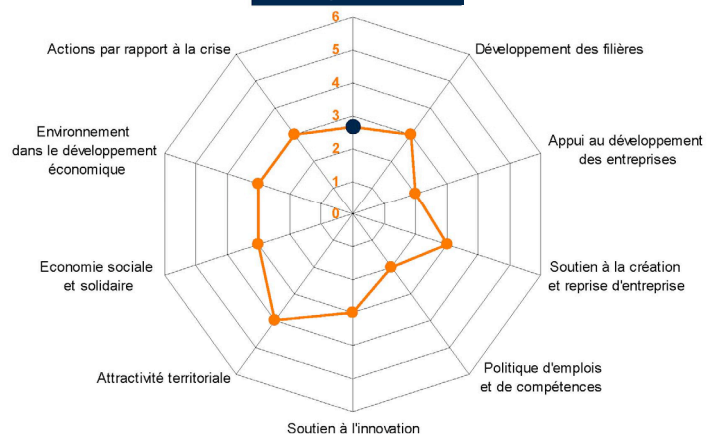 6
Actions par rapport à la crise
Développement des filières
5
4
3
Environnement
dans le développement
économique
Appui au développement
des entreprises
2
1
0
Economie sociale
et solidaire
Soutien à la création
et reprise d'entreprise
Attractivité territoriale
Politique d'emplois
et de compétences
Soutien à l'innovation